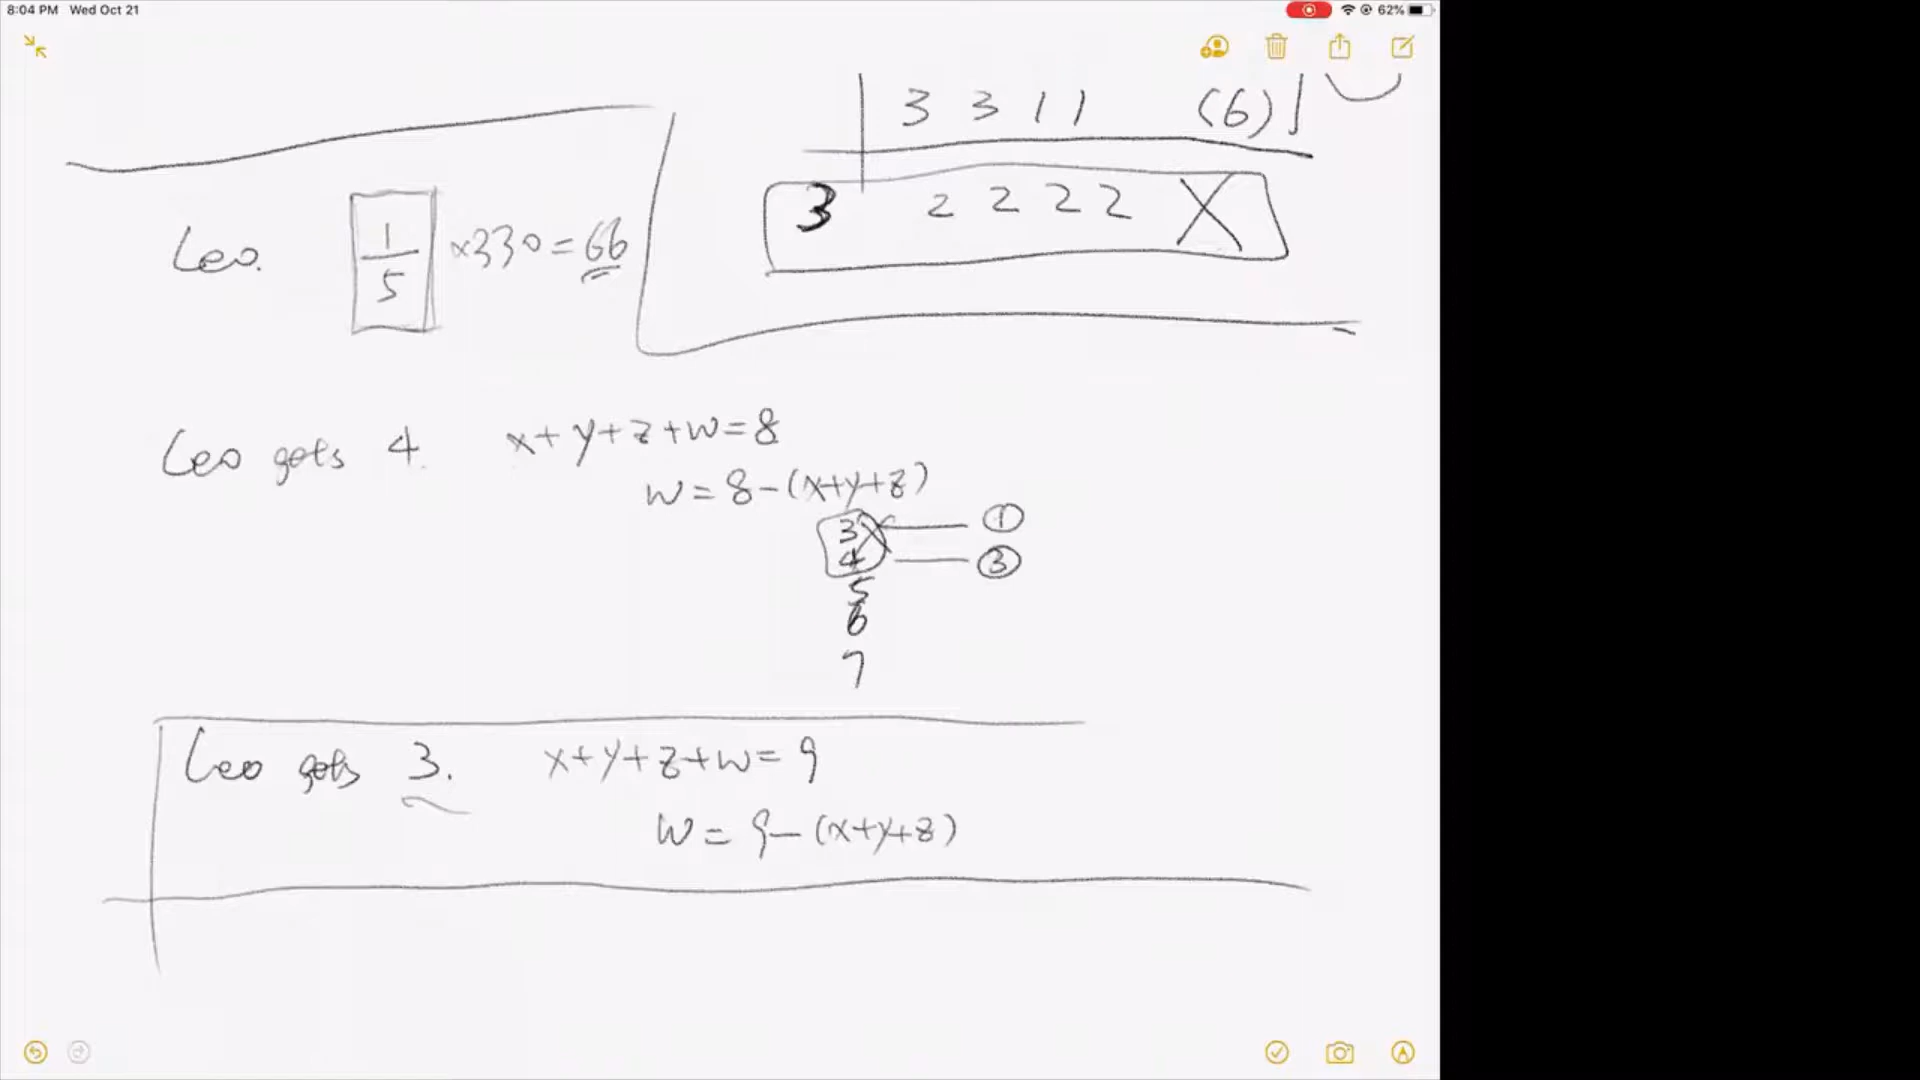 8:04 PM Wed Oct 21
62%
3 3 1 1 (6)
3 2 2 2 2 X
Leo. 1/5 ×330 = 66
Leo gets 4. x+y+z+w=8
w = 8-(x+y+z)
3 ①
4 ③
5
6
7
Leo gets 3. x+y+z+w=9
w = 9-(x+y+z)